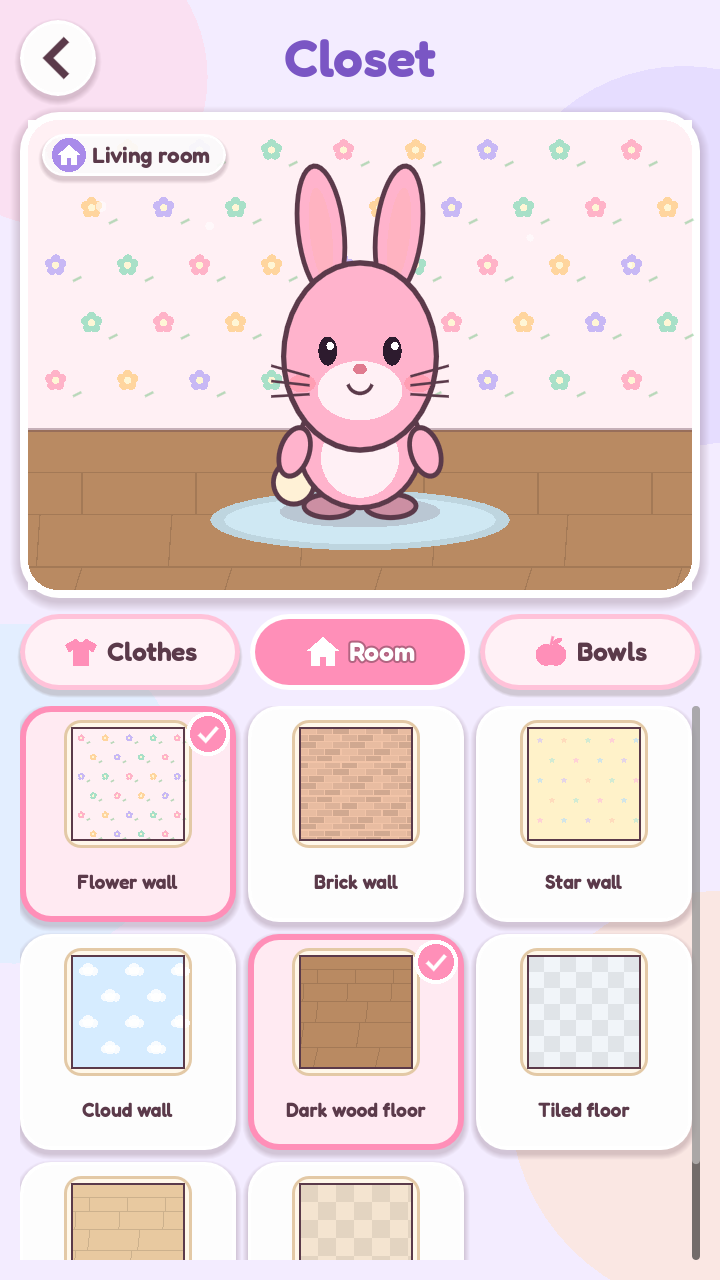 Closet
Living room
Clothes
Room
Bowls
Flower wall
Brick wall
Star wall
Cloud wall
Dark wood floor
Tiled floor